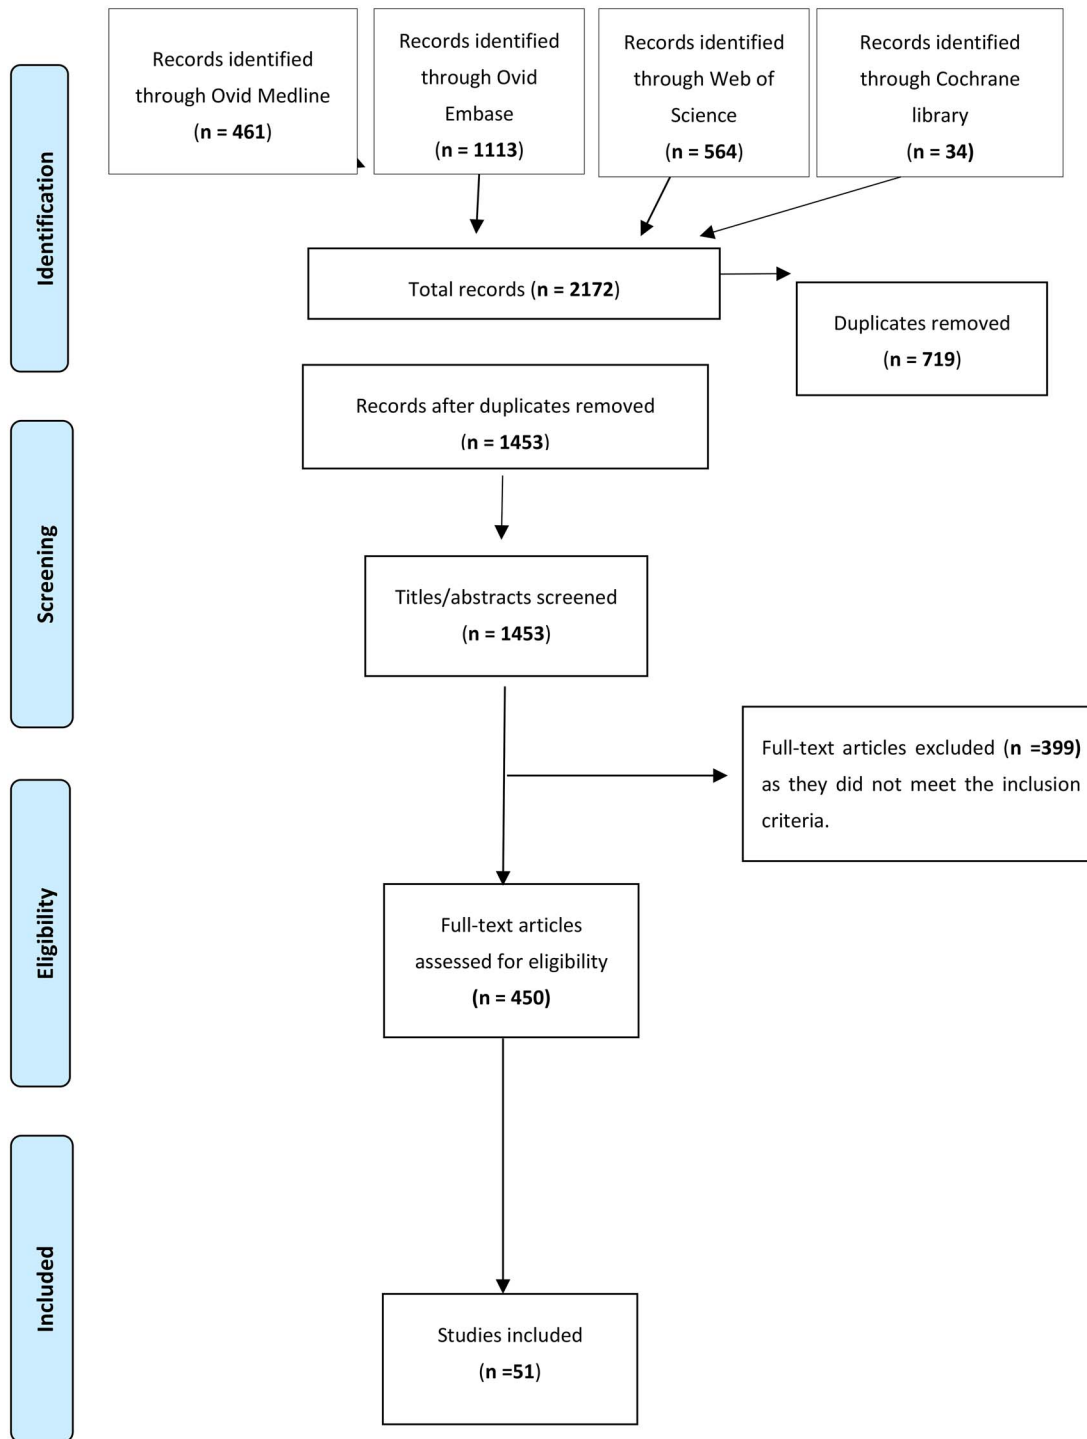 Records identified
through Ovid Medline
(n = 461)
Records identified
through Ovid
Embase
(n = 1113)
Records identified
through Web of
Science
(n = 564)
Records identified
through Cochrane
library
(n = 34)
Identification
Total records (n = 2172)
Duplicates removed
(n = 719)
Records after duplicates removed
(n = 1453)
Screening
Titles/abstracts screened
(n = 1453)
Full-text articles excluded (n =399)
as they did not meet the inclusion
criteria.
Eligibility
Full-text articles
assessed for eligibility
(n = 450)
Included
Studies included
(n =51)